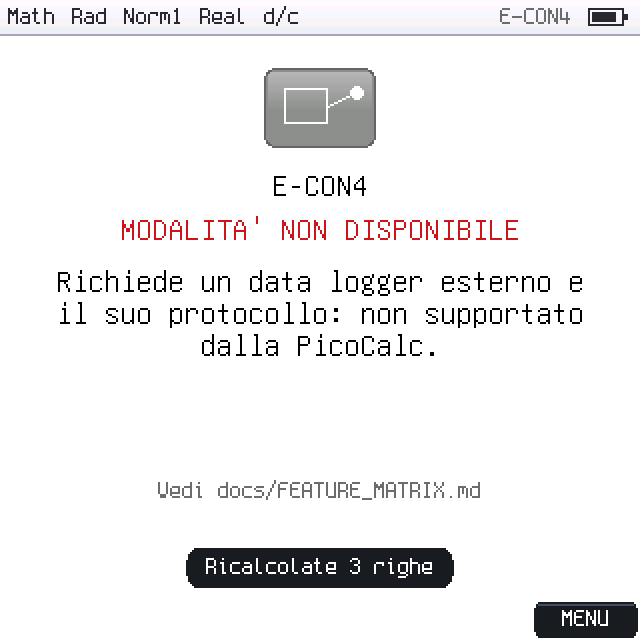 Math Rad Norm1 Real d/c E-CON4
E-CON4
MODALITA' NON DISPONIBILE
Richiede un data logger esterno e
il suo protocollo: non supportato
dalla PicoCalc.
Vedi docs/FEATURE_MATRIX.md
Ricalcolate 3 righe
MENU